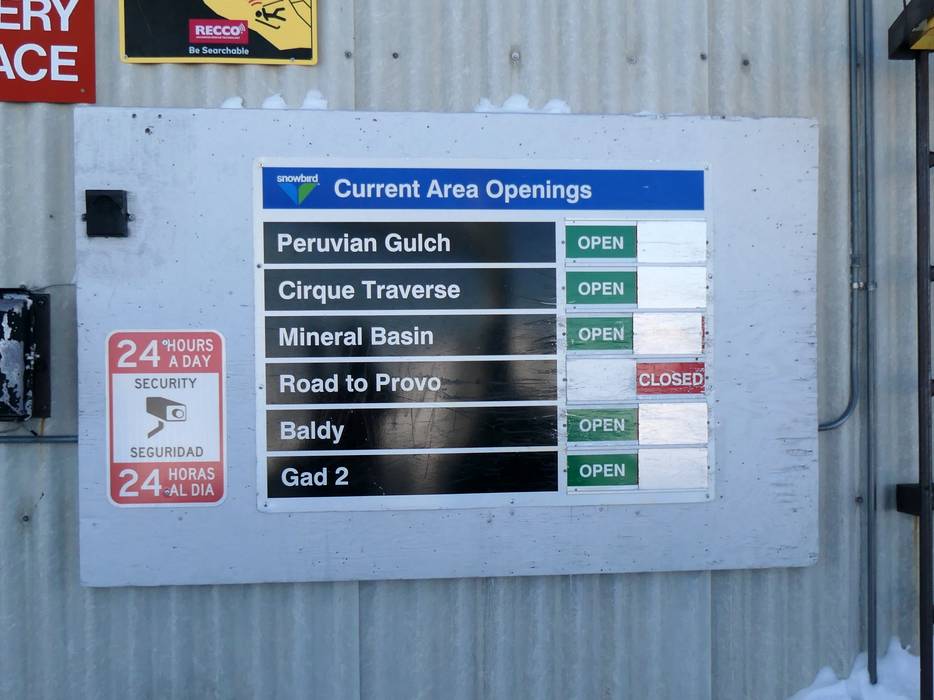 ERY
ACE
RECCO
Be Searchable
snowbird
Current Area Openings
Peruvian Gulch OPEN
Cirque Traverse OPEN
Mineral Basin OPEN
Road to Provo CLOSED
Baldy OPEN
Gad 2 OPEN
24 HOURS
A DAY
SECURITY
SEGURIDAD
24 HORAS
AL DIA